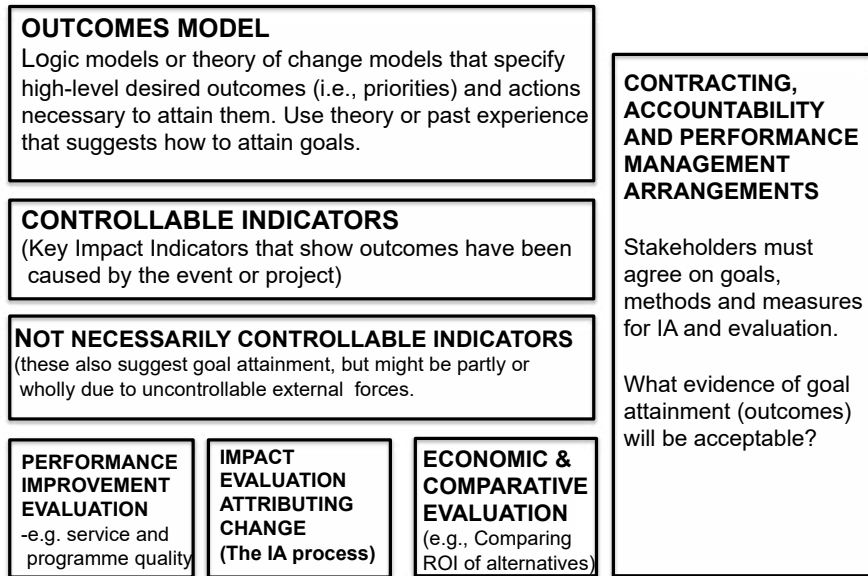 OUTCOMES MODEL
Logic models or theory of change models that specify
high-level desired outcomes (i.e., priorities) and actions
necessary to attain them. Use theory or past experience
that suggests how to attain goals.
CONTROLLABLE INDICATORS
(Key Impact Indicators that show outcomes have been
caused by the event or project)
NOT NECESSARILY CONTROLLABLE INDICATORS
(these also suggest goal attainment, but might be partly or
wholly due to uncontrollable external forces.
PERFORMANCE
IMPROVEMENT
EVALUATION
-e.g. service and
programme quality
IMPACT
EVALUATION
ATTRIBUTING
CHANGE
(The IA process)
ECONOMIC &
COMPARATIVE
EVALUATION
(e.g., Comparing
ROI of alternatives)
CONTRACTING,
ACCOUNTABILITY
AND PERFORMANCE
MANAGEMENT
ARRANGEMENTS
Stakeholders must
agree on goals,
methods and measures
for IA and evaluation.
What evidence of goal
attainment (outcomes)
will be acceptable?